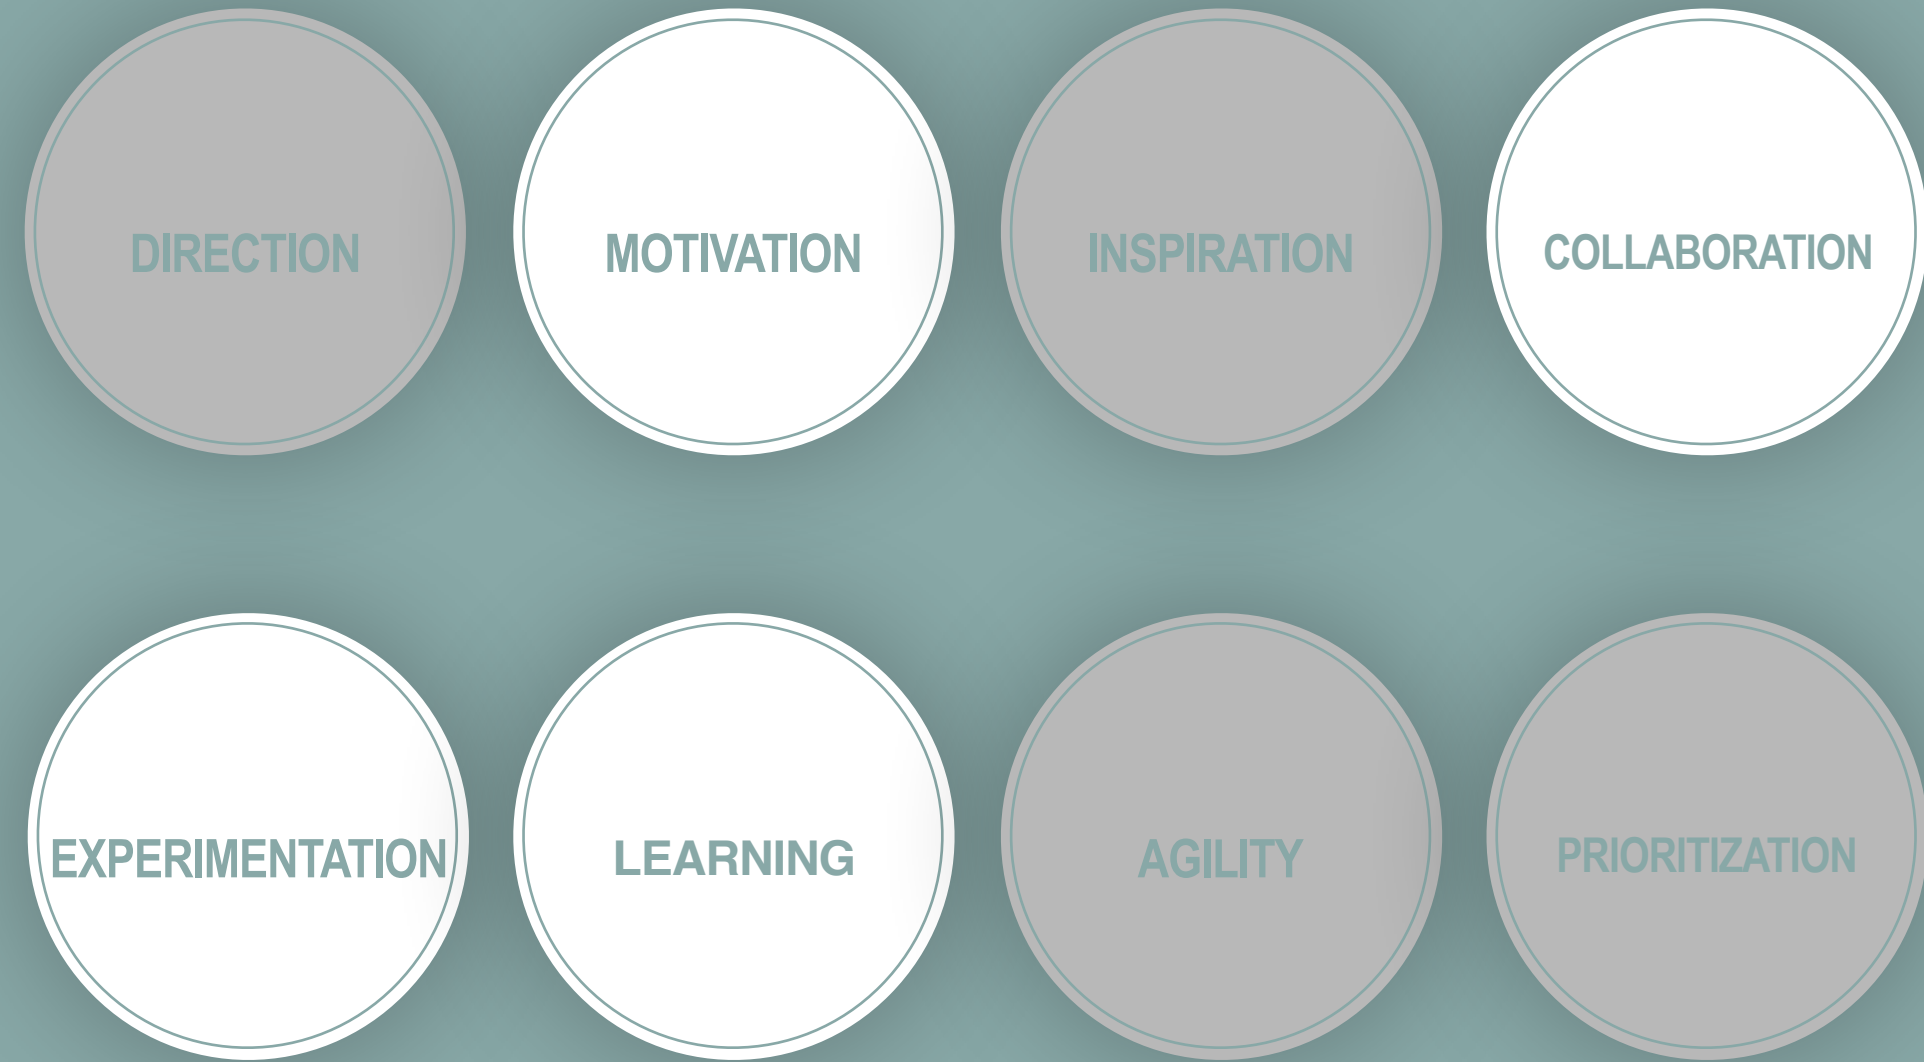 DIRECTION
MOTIVATION
INSPIRATION
COLLABORATION
EXPERIMENTATION
LEARNING
AGILITY
PRIORITIZATION